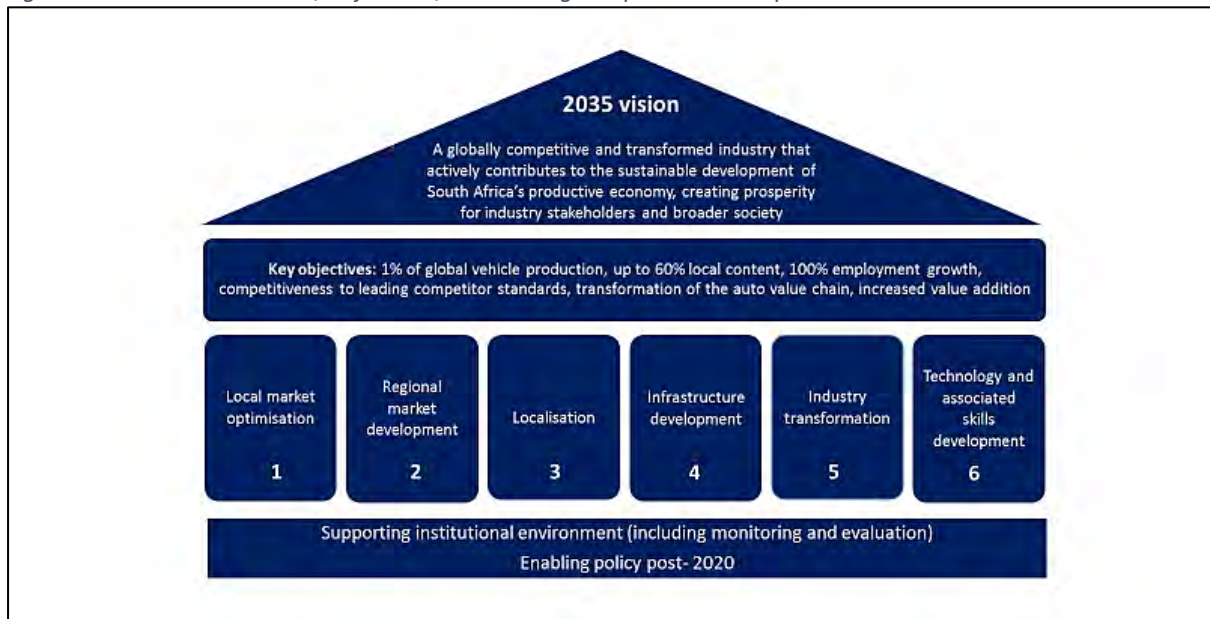 2035 vision
A globally competitive and transformed industry that
actively contributes to the sustainable development of
South Africa's productive economy, creating prosperity
for industry stakeholders and broader society
Key objectives: 1% of global vehicle production, up to 60% local content, 100% employment growth,
competitiveness to leading competitor standards, transformation of the auto value chain, increased value addition
Local market
optimisation
1
Regional
market
development
2
Localisation
3
Infrastructure
development
4
Industry
transformation
5
Technology and
associated
skills
development
6
Supporting institutional environment (including monitoring and evaluation)
Enabling policy post- 2020